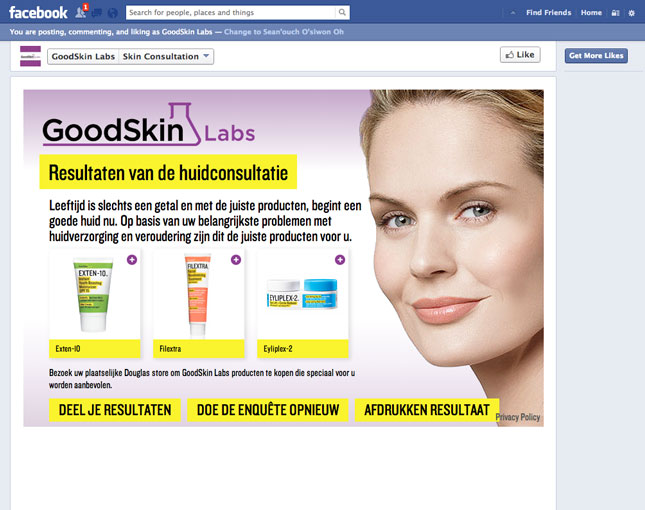 facebook
1
Search for people, places and things
Find Friends
Home
You are posting, commenting, and liking as GoodSkin Labs — Change to Sean'ouch O'siwon Oh
GoodSkin Labs
Skin Consultation
Like
Get More Likes
GoodSkin Labs
Resultaten van de huidconsultatie
Leeftijd is slechts een getal en met de juiste producten, begint een
goede huid nu. Op basis van uw belangrijkste problemen met
huidverzorging en veroudering zijn dit de juiste producten voor u.
EXTEN-10
FILEXTRA
EYLIPLEX-2
Exten-10
Filextra
Eyliplex-2
Bezoek uw plaatselijke Douglas store om GoodSkin Labs producten te kopen die speciaal voor u
worden aanbevolen.
DEEL JE RESULTATEN
DOE DE ENQUÊTE OPNIEUW
AFDRUKKEN RESULTAAT
Privacy Policy